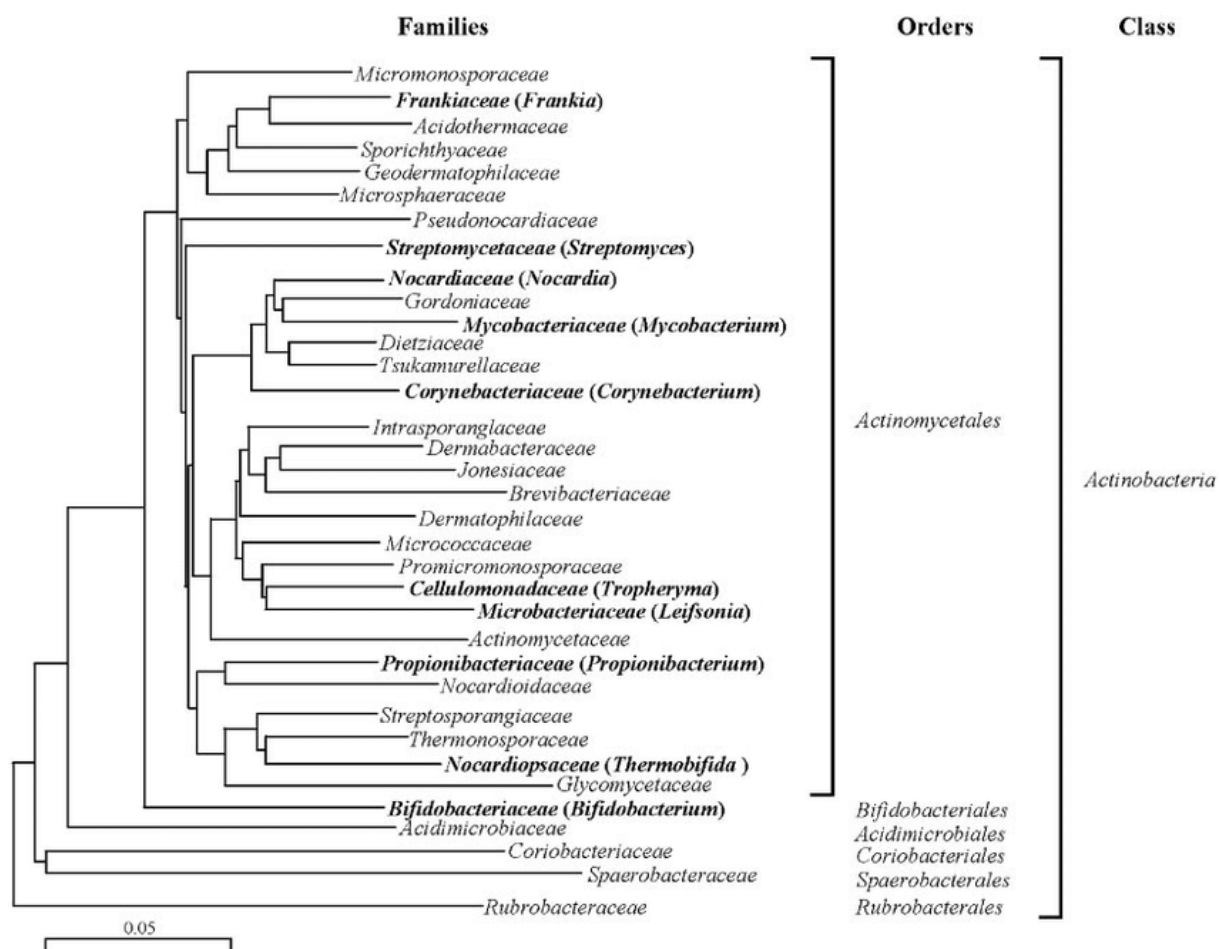 Families Orders Class
Micromonosporaceae
Frankiaceae (Frankia)
Acidothermaceae
Sporichthyaceae
Geodermatophilaceae
Microsphaeraceae
Pseudonocardiaceae
Streptomycetaceae (Streptomyces)
Nocardiaceae (Nocardia)
Gordoniaceae
Mycobacteriaceae (Mycobacterium)
Dietziaceae
Tsukamurellaceae
Corynebacteriaceae (Corynebacterium)
Actinomycetales
Intrasporanglaceae
Dermabacteraceae
Jonesiaceae
Actinobacteria
Brevibacteriaceae
Dermatophilaceae
Micrococcaceae
Promicromonosporaceae
Cellulomonadaceae (Tropheryma)
Microbacteriaceae (Leifsonia)
Actinomycetaceae
Propionibacteriaceae (Propionibacterium)
Nocardioidaceae
Streptosporangiaceae
Thermonosporaceae
Nocardiopsaceae (Thermobifida )
Glycomycetaceae
Bifidobacteriaceae (Bifidobacterium) Bifidobacteriales
Acidimicrobiaceae Acidimicrobiales
Coriobacteriaceae Coriobacteriales
Spaerobacteraceae Spaerobacterales
Rubrobacteraceae Rubrobacterales
0.05